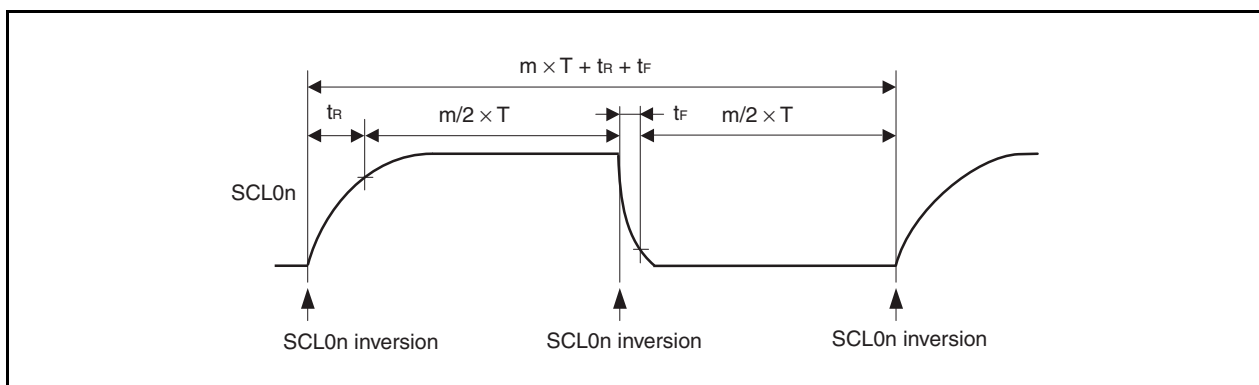 m × T + tR + tF
tR
m/2 × T
tF
m/2 × T
SCL0n
SCL0n inversion
SCL0n inversion
SCL0n inversion